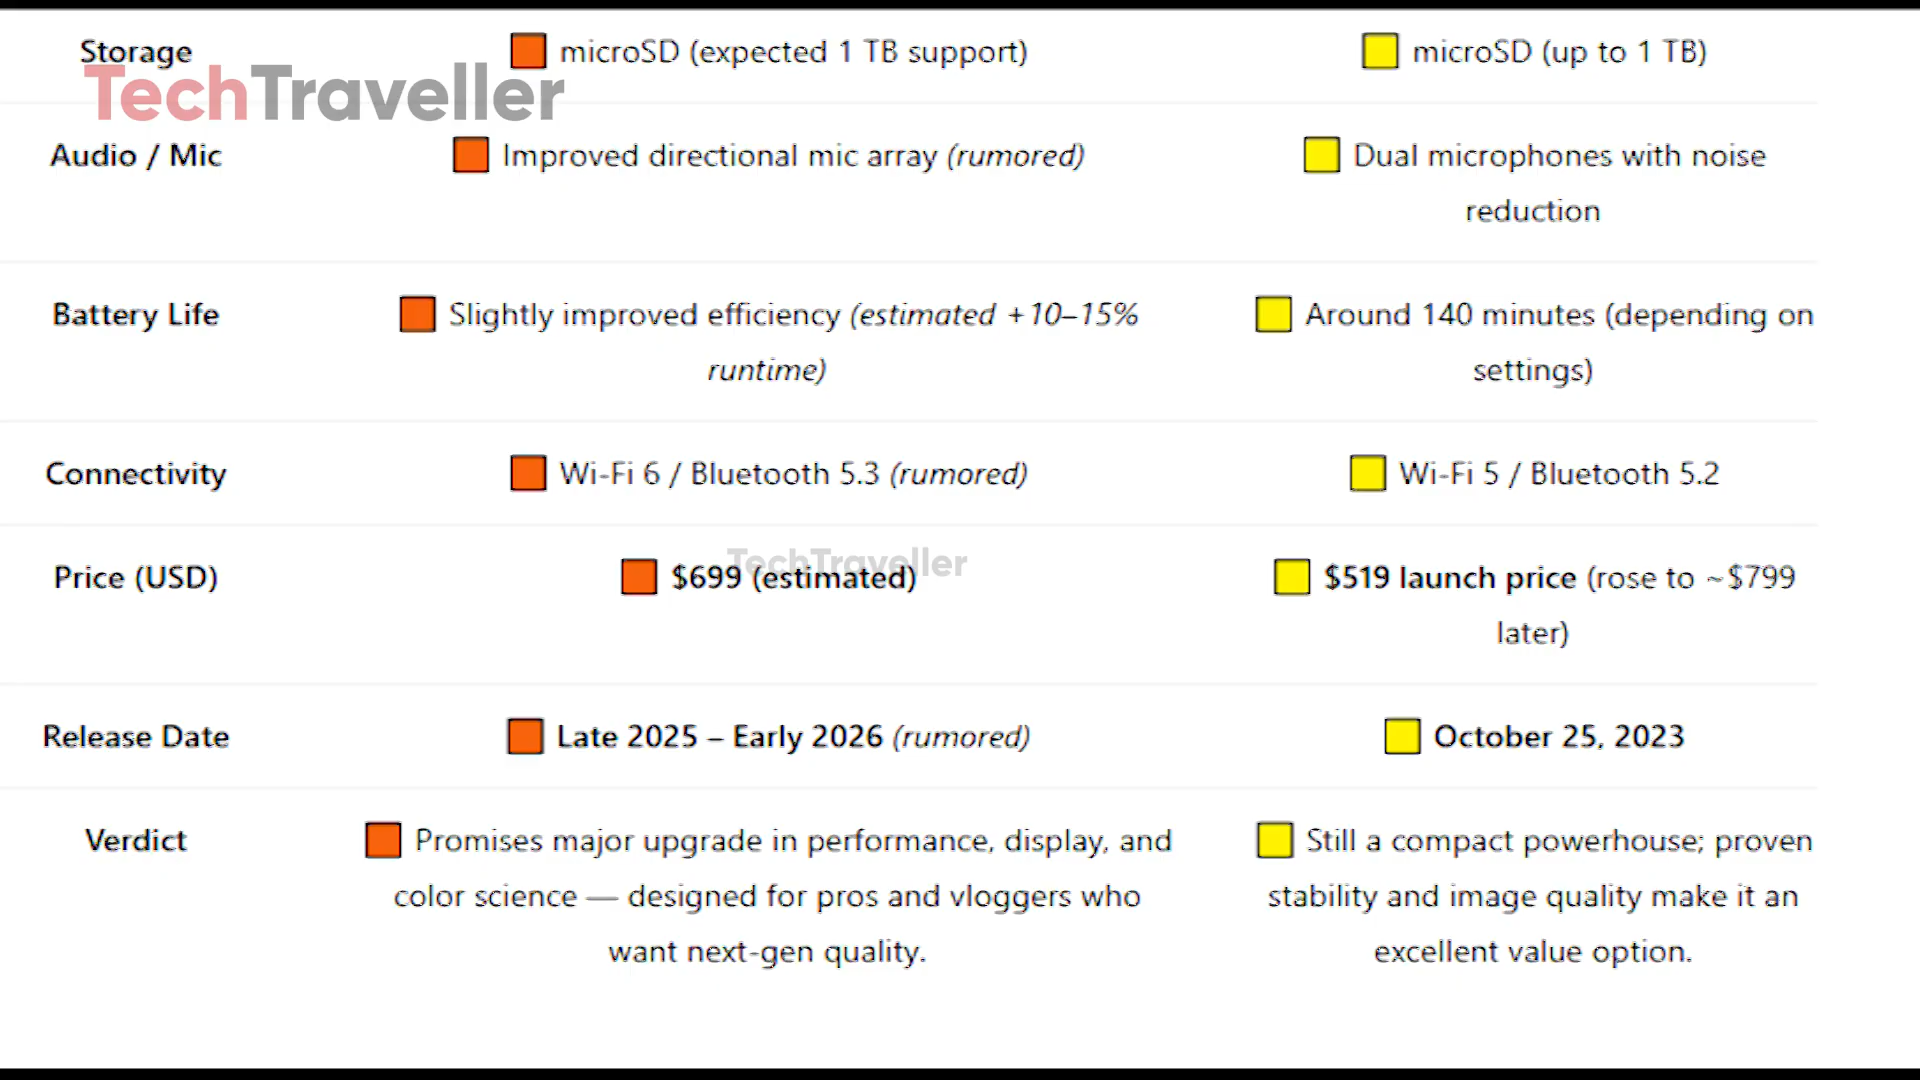 Storage
microSD (expected 1 TB support)
microSD (up to 1 TB)
TechTraveller
Audio / Mic
Improved directional mic array (rumored)
Dual microphones with noise
reduction
Battery Life
Slightly improved efficiency (estimated +10–15%
runtime)
Around 140 minutes (depending on
settings)
Connectivity
Wi-Fi 6 / Bluetooth 5.3 (rumored)
Wi-Fi 5 / Bluetooth 5.2
TechTraveller
Price (USD)
$699 (estimated)
$519 launch price (rose to ~$799
later)
Release Date
Late 2025 – Early 2026 (rumored)
October 25, 2023
Verdict
Promises major upgrade in performance, display, and
color science — designed for pros and vloggers who
want next-gen quality.
Still a compact powerhouse; proven
stability and image quality make it an
excellent value option.